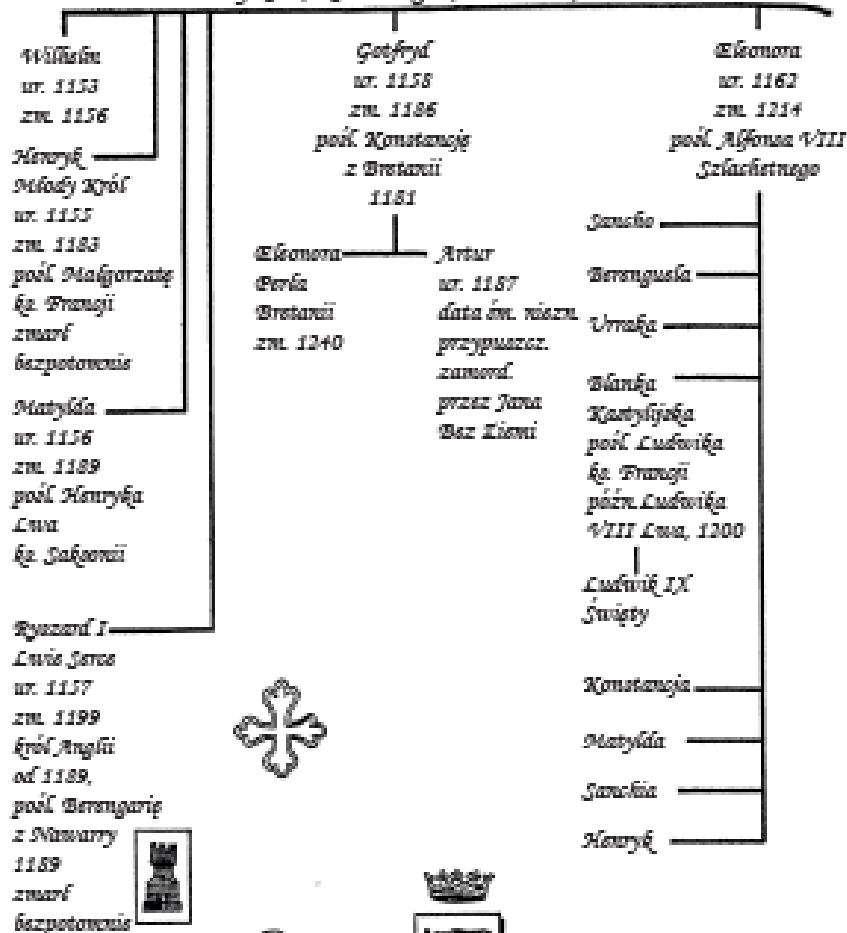 Wilhelm
ur. 1153
zm. 1156
Henryk
Młody Król
ur. 1155
zm. 1183
pośl. Małgorzatę
ks. Francji
zmarł
bezpotomnie
Matylda
ur. 1156
zm. 1189
pośl. Henryka
Lwa
ks. Saksonii
Ryszard I
Lwie Serce
ur. 1157
zm. 1199
król Anglii
od 1189,
pośl. Berengarię
z Nawarry
1189
zmarł
bezpotomnie
Gotfryd
ur. 1158
zm. 1186
pośl. Konstancję
z Bretanii
1181
Eleonora
Perła
Bretanii
zm. 1240
Artur
ur. 1187
data śm. niezn.
przypuszcz.
zamord.
przez Jana
Bez Ziemi
Eleonora
ur. 1162
zm. 1214
pośl. Alfonsa VIII
Szlachetnego
Sancho
Berenguela
Urraka
Blanka
Kastylijska
pośl. Ludwika
ks. Francji
późn. Ludwika
VIII Lwa, 1200
Ludwik IX
Święty
Konstancja
Matylda
Sanchia
Henryk